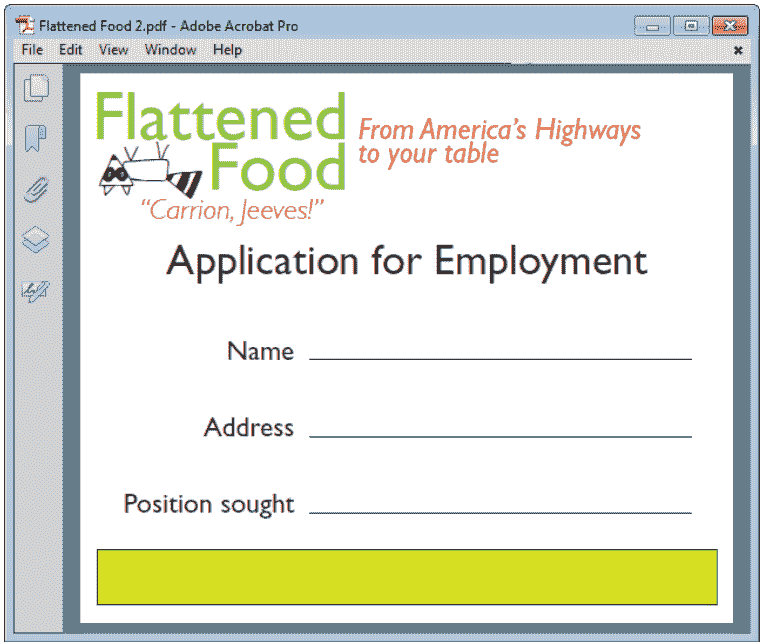 Flattened Food 2.pdf - Adobe Acrobat Pro
File Edit View Window Help
Flattened
Food
From America's Highways
to your table
"Carrion, Jeeves!"
Application for Employment
Name
Address
Position sought